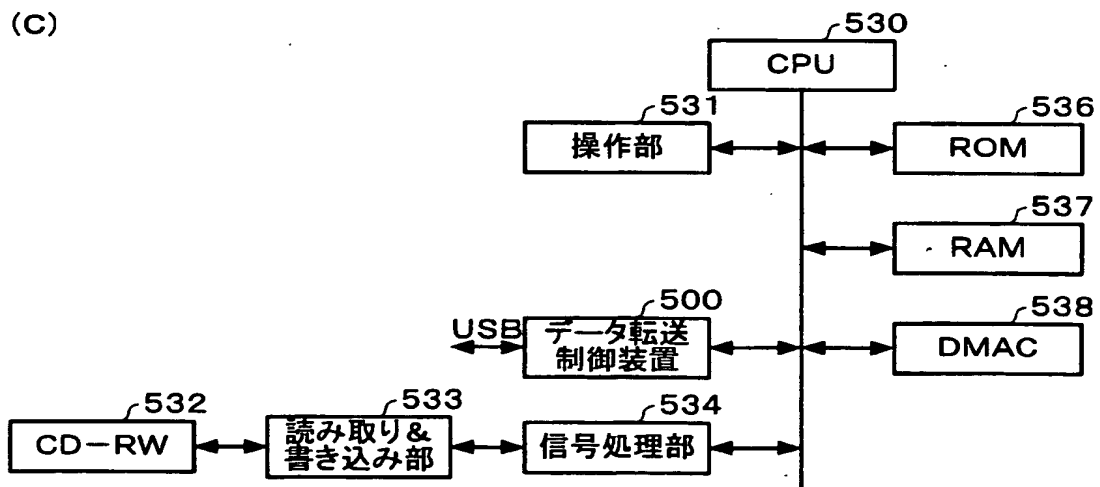 (C)
530
CPU
531
操作部
536
ROM
537
RAM
500
USB
データ転送
制御装置
538
DMAC
532
CD-RW
533
読み取り&
書き込み部
534
信号処理部